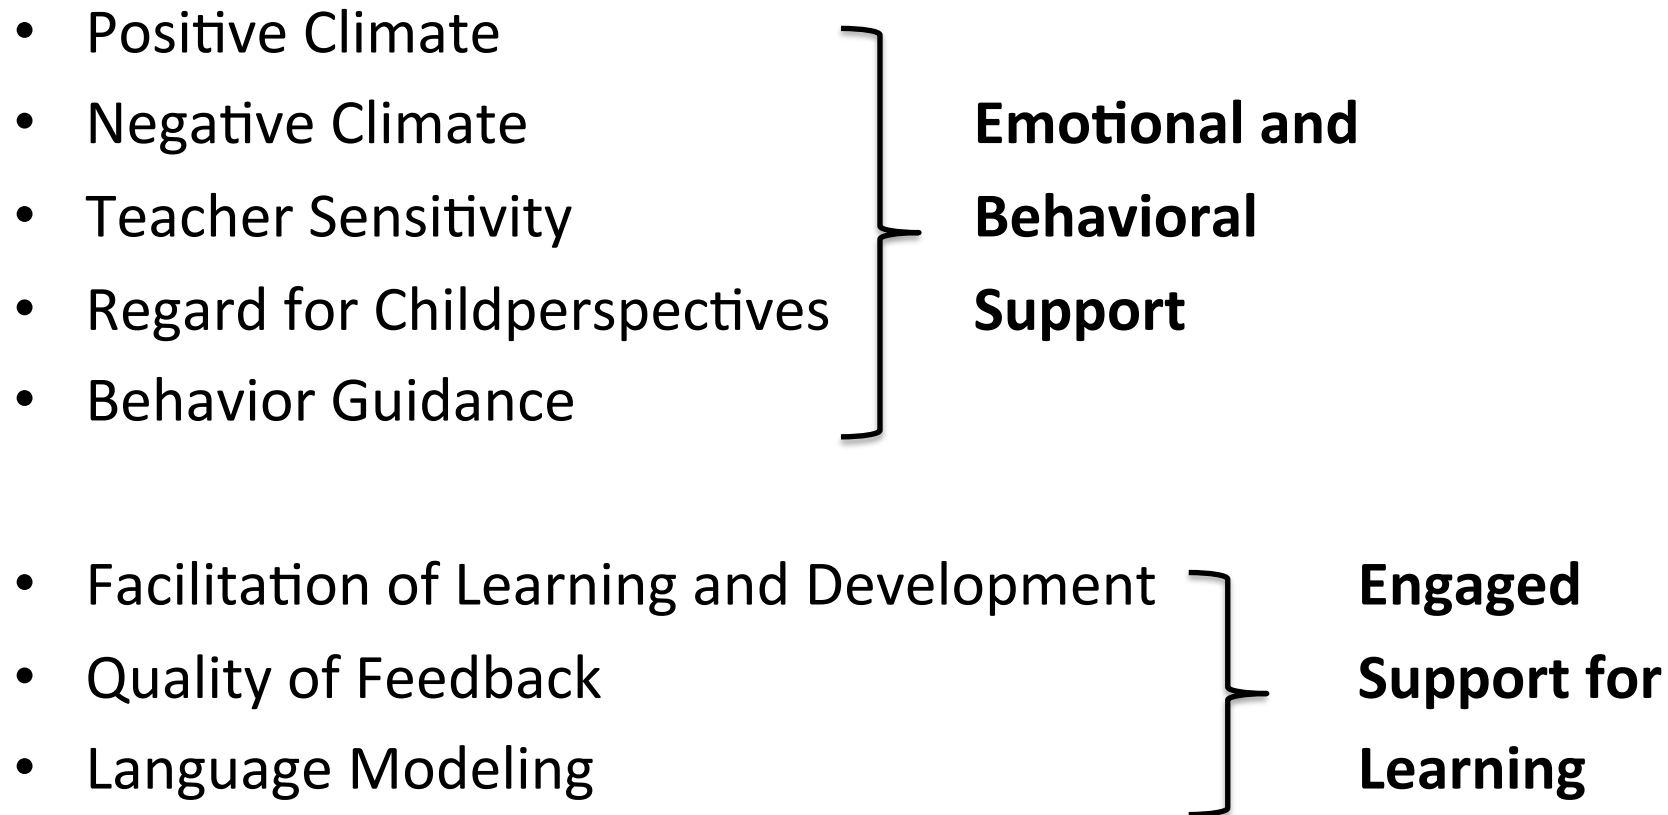 • Positive Climate
• Negative Climate
• Teacher Sensitivity
• Regard for Childperspectives
• Behavior Guidance
Emotional and
Behavioral
Support
• Facilitation of Learning and Development
• Quality of Feedback
• Language Modeling
Engaged
Support for
Learning